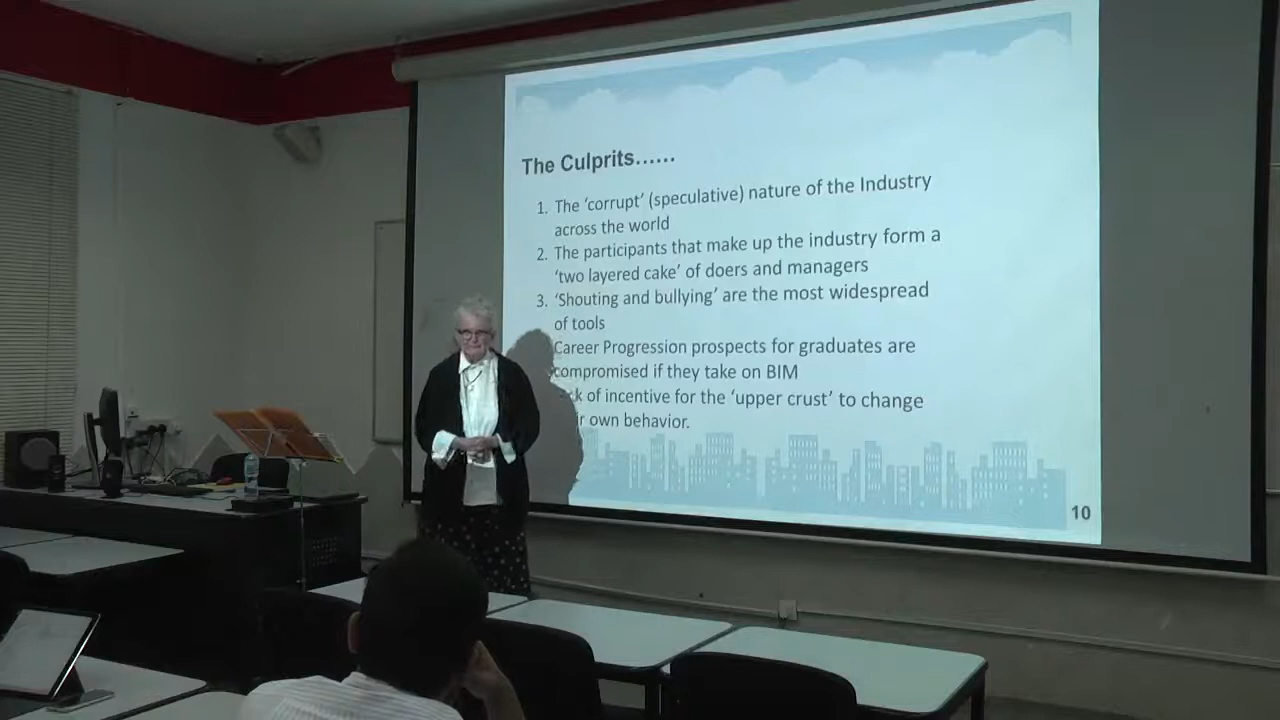 The Culprits......
1. The ‘corrupt’ (speculative) nature of the Industry
across the world
2. The participants that make up the industry form a
‘two layered cake’ of doers and managers
3. ‘Shouting and bullying’ are the most widespread
of tools
Career Progression prospects for graduates are
compromised if they take on BIM
of incentive for the ‘upper crust’ to change
own behavior.
10